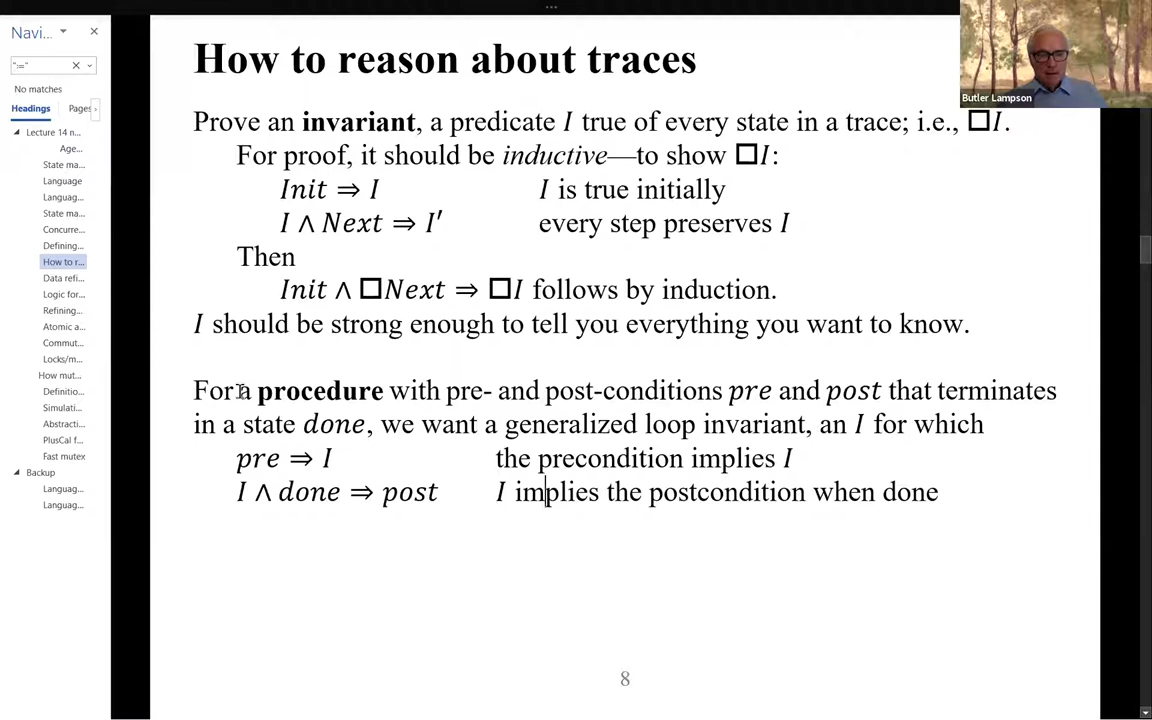 Navi...
":="
No matches
Headings Pages
Lecture 14 n...
Age...
State ma...
Language
Languag...
State ma...
Concurre...
Defining...
How to r...
Data refi...
Logic for...
Refining...
Atomic a...
Commut...
Locks/m...
How mut...
Definitio...
Simulati...
Abstracti...
PlusCal f...
Fast mutex
Backup
Languag...
Languag...
How to reason about traces
Prove an invariant, a predicate I true of every state in a trace; i.e., □I.
For proof, it should be inductive—to show □I:
Init ⇒ I I is true initially
I ∧ Next ⇒ I′ every step preserves I
Then
Init ∧ □Next ⇒ □I follows by induction.
I should be strong enough to tell you everything you want to know.
For a procedure with pre- and post-conditions pre and post that terminates
in a state done, we want a generalized loop invariant, an I for which
pre ⇒ I the precondition implies I
I ∧ done ⇒ post I implies the postcondition when done
8
Butler Lampson